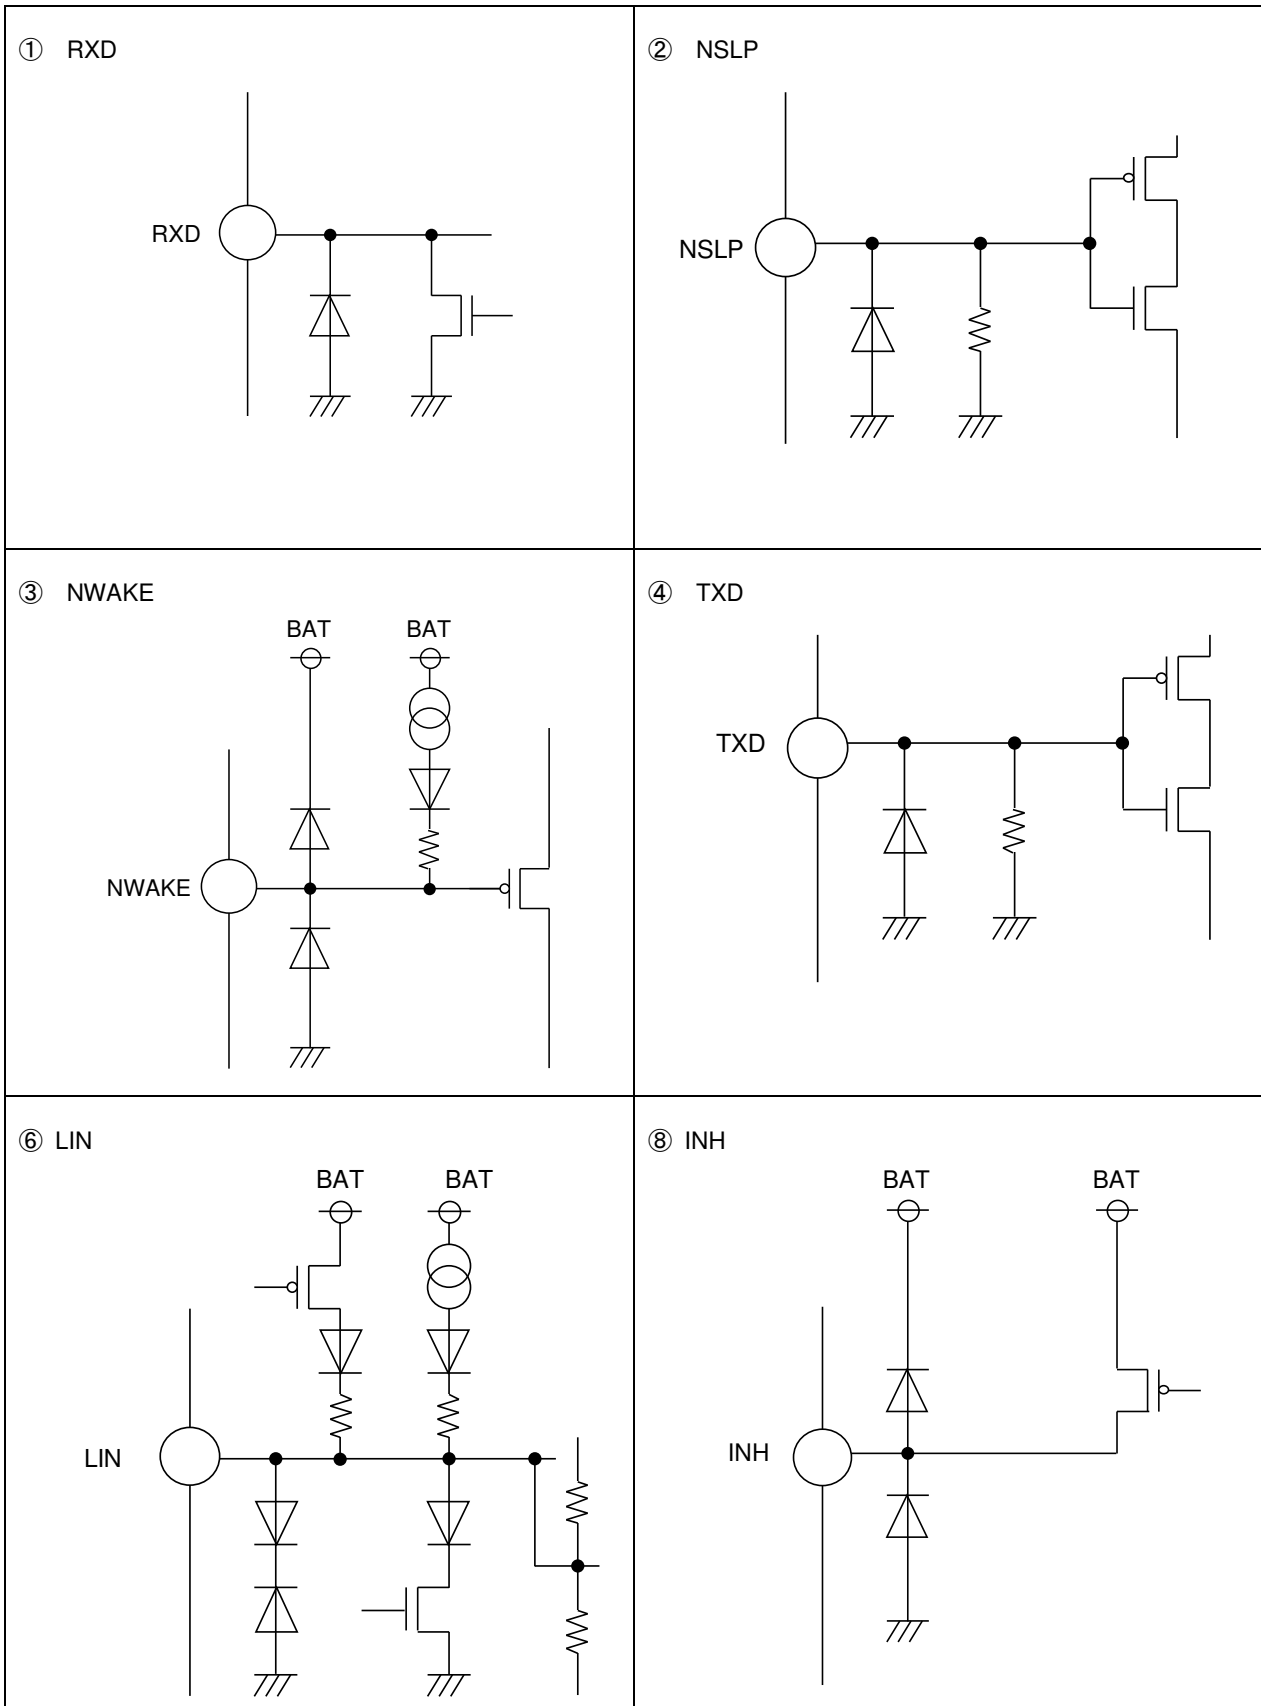 ① RXD
RXD
② NSLP
NSLP
③ NWAKE
BAT BAT
NWAKE
④ TXD
TXD
⑥ LIN
BAT BAT
LIN
⑧ INH
BAT BAT
INH